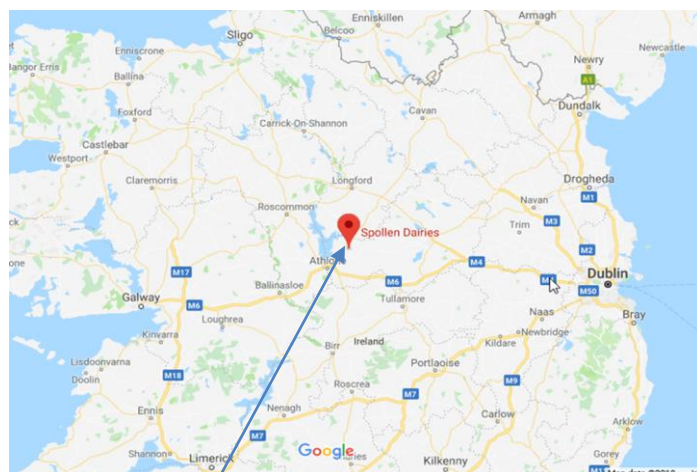 Enniskillen
Armagh
Sligo
Belcoo
Newry
Newcastle
Enniscrone
Bangor Erris
Ballina
A1
Dundalk
Foxford
Cavan
Carrick-On-Shannon
Castlebar
Westport
Drogheda
Claremorris
Longford
M1
Navan
Roscommon
M3
Trim
Spollen Dairies
M2
Athlone
M4
M17
Dublin
Ballinasloe
M6
M50
Galway
M6
Tullamore
Loughrea
Naas
Bray
Kinvarra
Newbridge
Birr
Ireland
Kildare
Lisdoonvarna
Portlaoise
Doolin
M18
M9
Roscrea
M7
Ennis
Nenagh
Carlow
Arklow
M7
Shannon
Google
Limerick
Kilkenny
Gorey